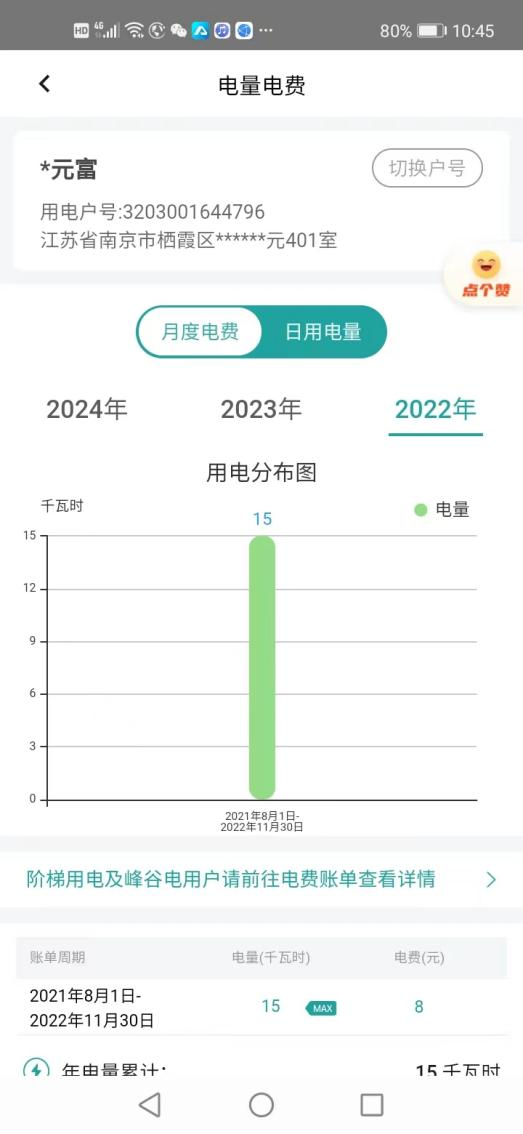 HD 4G 80% 10:45
电量电费
*元富
切换户号
用电户号:3203001644796
江苏省南京市栖霞区******元401室
点个赞
月度电费 日用电量
2024年 2023年 2022年
用电分布图
千瓦时 电量
15
15
12
9
6
3
0
2021年8月1日-
2022年11月30日
阶梯用电及峰谷电用户请前往电费账单查看详情
账单周期 电量(千瓦时) 电费(元)
2021年8月1日-
2022年11月30日
15 MAX 8
年电量累计: 15 千瓦时